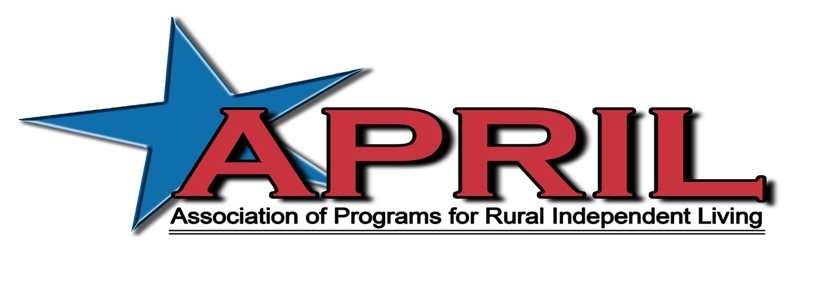 APRIL
Association of Programs for Rural Independent Living